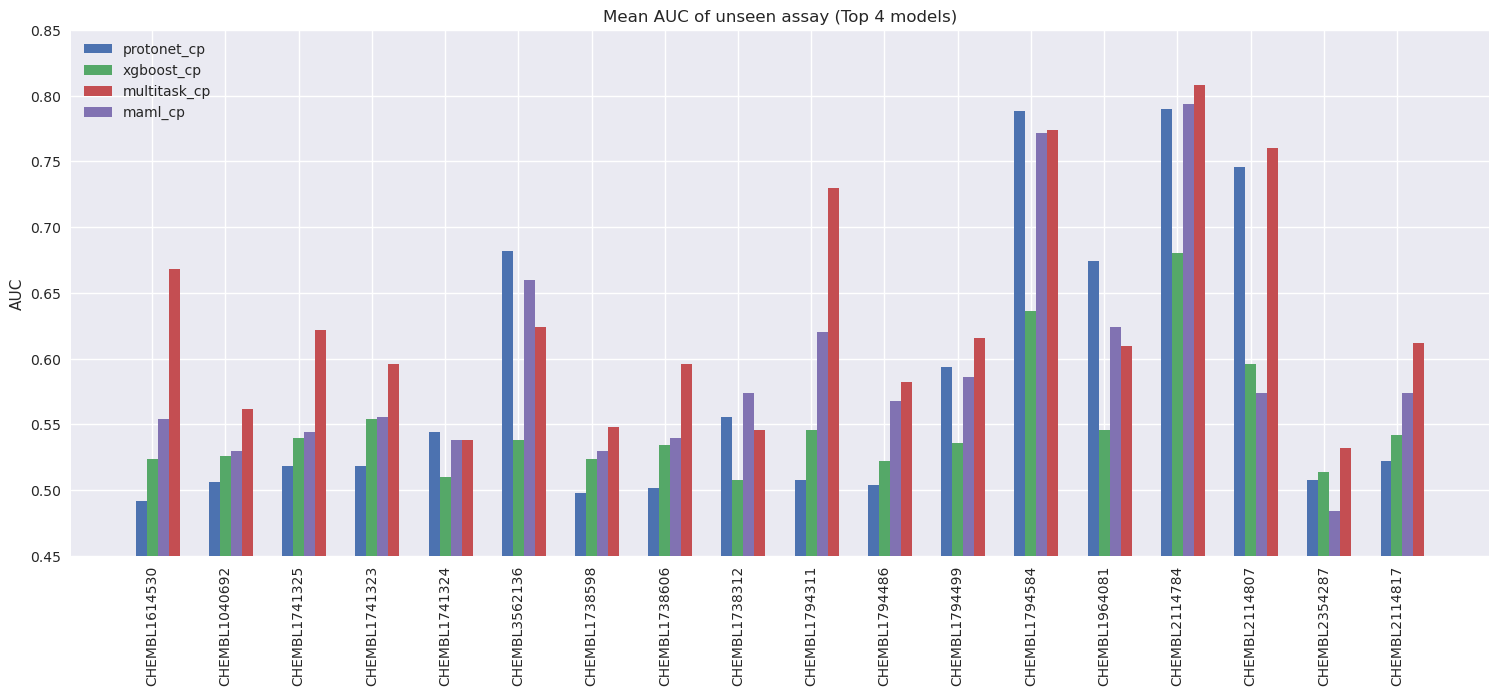 Mean AUC of unseen assay (Top 4 models)
0.85
0.80
0.75
0.70
0.65
0.60
0.55
0.50
0.45
AUC
protonet_cp
xgboost_cp
multitask_cp
maml_cp
CHEMBL1614530
CHEMBL1040692
CHEMBL1741325
CHEMBL1741323
CHEMBL1741324
CHEMBL3562136
CHEMBL1738598
CHEMBL1738606
CHEMBL1738312
CHEMBL1794311
CHEMBL1794486
CHEMBL1794499
CHEMBL1794584
CHEMBL1964081
CHEMBL2114784
CHEMBL2114807
CHEMBL2354287
CHEMBL2114817